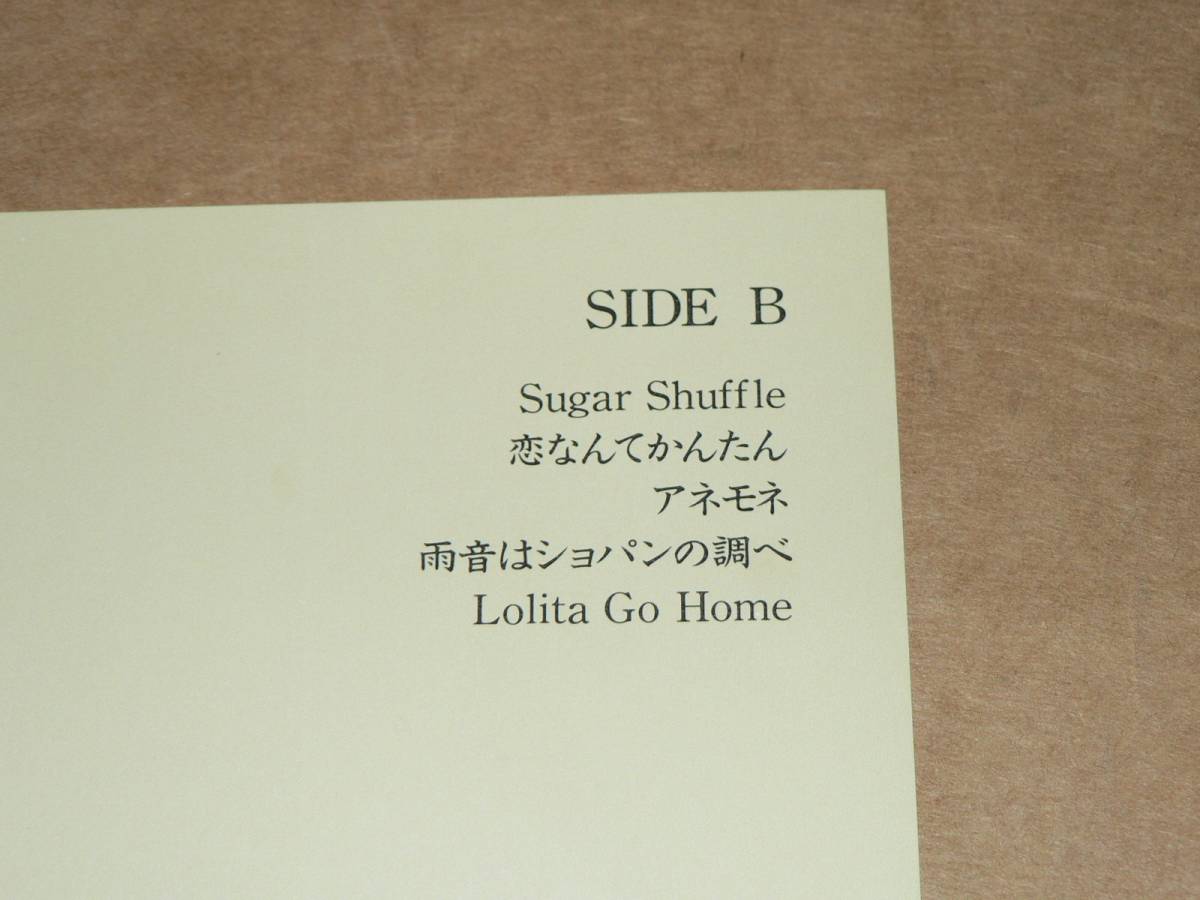 SIDE B
Sugar Shuffle
恋なんてかんたん
アネモネ
雨音はショパンの調べ
Lolita Go Home